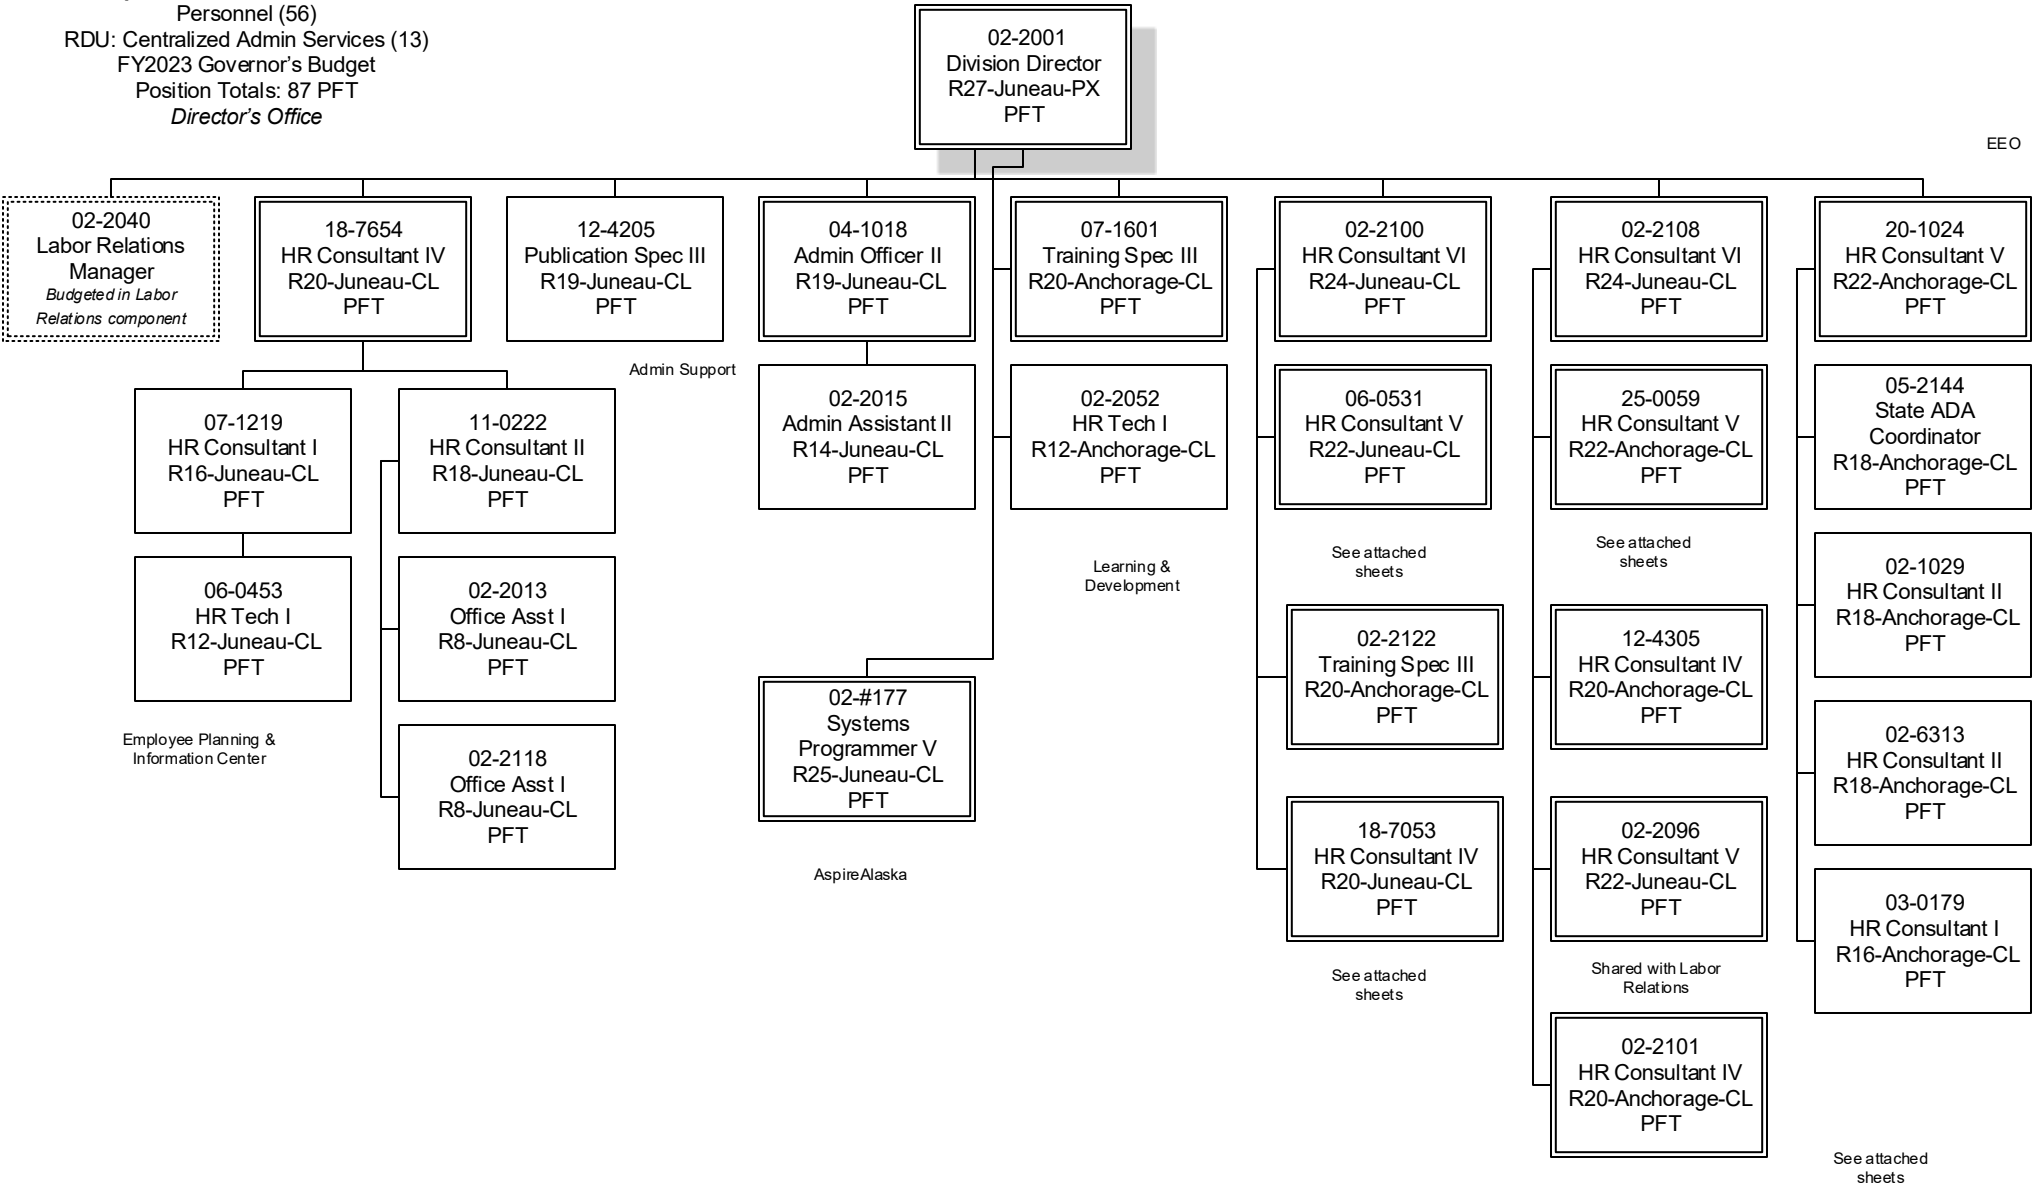 Personnel (56)
RDU: Centralized Admin Services (13)
FY2023 Governor’s Budget
Position Totals: 87 PFT
Director’s Office
02-2001
Division Director
R27-Juneau-PX
PFT
EEO
02-2040
Labor Relations
Manager
Budgeted in Labor
Relations component
18-7654
HR Consultant IV
R20-Juneau-CL
PFT
12-4205
Publication Spec III
R19-Juneau-CL
PFT
04-1018
Admin Officer II
R19-Juneau-CL
PFT
07-1601
Training Spec III
R20-Anchorage-CL
PFT
02-2100
HR Consultant VI
R24-Juneau-CL
PFT
02-2108
HR Consultant VI
R24-Juneau-CL
PFT
20-1024
HR Consultant V
R22-Anchorage-CL
PFT
Admin Support
07-1219
HR Consultant I
R16-Juneau-CL
PFT
11-0222
HR Consultant II
R18-Juneau-CL
PFT
02-2015
Admin Assistant II
R14-Juneau-CL
PFT
02-2052
HR Tech I
R12-Anchorage-CL
PFT
06-0531
HR Consultant V
R22-Juneau-CL
PFT
25-0059
HR Consultant V
R22-Anchorage-CL
PFT
05-2144
State ADA
Coordinator
R18-Anchorage-CL
PFT
See attached
sheets
See attached
sheets
Learning &
Development
06-0453
HR Tech I
R12-Juneau-CL
PFT
02-2013
Office Asst I
R8-Juneau-CL
PFT
02-1029
HR Consultant II
R18-Anchorage-CL
PFT
02-2122
Training Spec III
R20-Anchorage-CL
PFT
12-4305
HR Consultant IV
R20-Anchorage-CL
PFT
02-#177
Systems
Programmer V
R25-Juneau-CL
PFT
Employee Planning &
Information Center
02-2118
Office Asst I
R8-Juneau-CL
PFT
02-6313
HR Consultant II
R18-Anchorage-CL
PFT
AspireAlaska
18-7053
HR Consultant IV
R20-Juneau-CL
PFT
02-2096
HR Consultant V
R22-Juneau-CL
PFT
03-0179
HR Consultant I
R16-Anchorage-CL
PFT
See attached
sheets
Shared with Labor
Relations
02-2101
HR Consultant IV
R20-Anchorage-CL
PFT
See attached
sheets